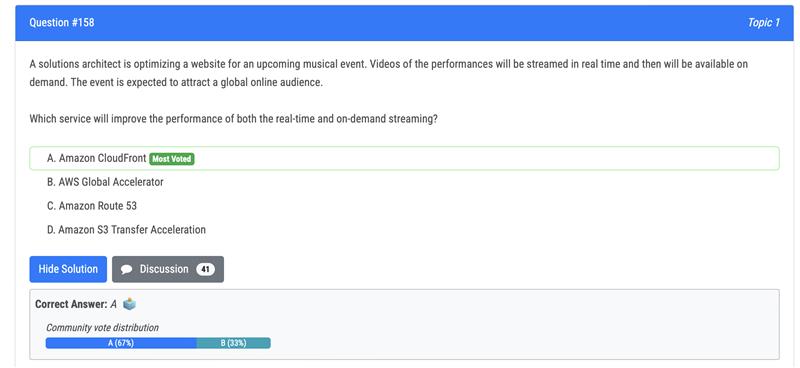 Question #158
Topic 1
A solutions architect is optimizing a website for an upcoming musical event. Videos of the performances will be streamed in real time and then will be available on
demand. The event is expected to attract a global online audience.
Which service will improve the performance of both the real-time and on-demand streaming?
A. Amazon CloudFront Most Voted
B. AWS Global Accelerator
C. Amazon Route 53
D. Amazon S3 Transfer Acceleration
Hide Solution
Discussion 41
Correct Answer: A
Community vote distribution
A (67%)
B (33%)